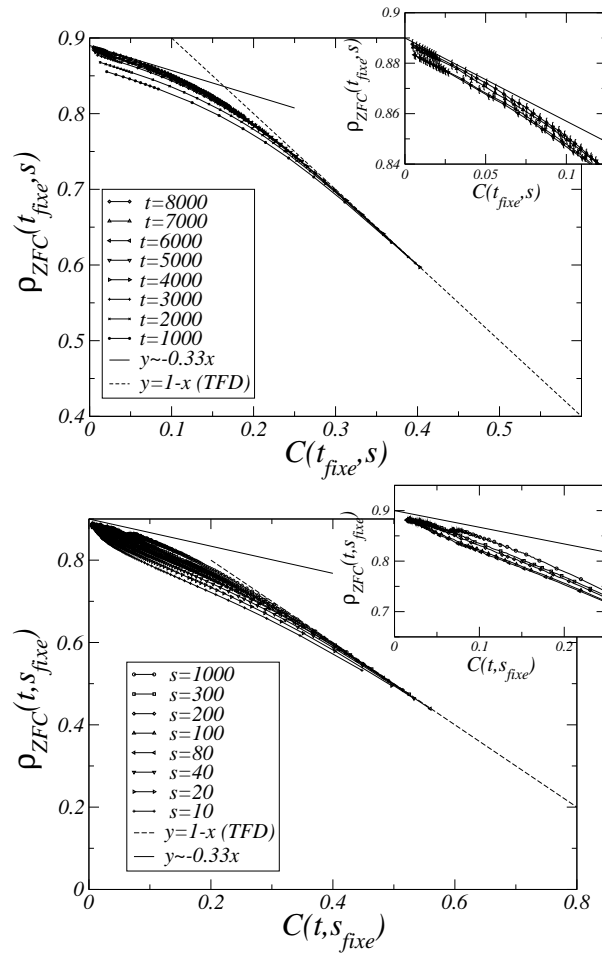 0.9
0.8
0.7
0.6
0.5
0.4
0
0.1
0.2
0.3
0.4
0.5
ρZFC(tfixe,s)
C(tfixe,s)
t=8000
t=7000
t=6000
t=5000
t=4000
t=3000
t=2000
t=1000
y~-0.33x
y=1-x (TFD)
0.9
0.88
0.86
0.84
0
0.05
0.1
ρZFC(tfixe,s)
C(tfixe,s)
0.8
0.6
0.4
0.2
0
0
0.2
0.4
0.6
0.8
ρZFC(t,sfixe)
C(t,sfixe)
s=1000
s=300
s=200
s=100
s=80
s=40
s=20
s=10
y=1-x (TFD)
y~-0.33x
0.9
0.8
0.7
0
0.1
0.2
ρZFC(t,sfixe)
C(t,sfixe)